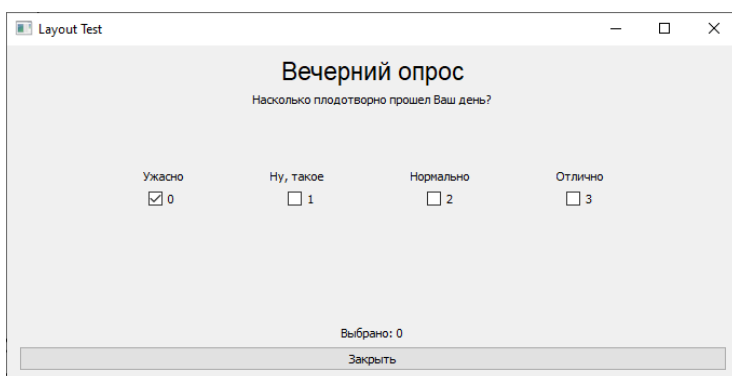 Layout Test
Вечерний опрос
Насколько плодотворно прошел Ваш день?
Ужасно Ну, такое Нормально Отлично
0 1 2 3
Выбрано: 0
Закрыть